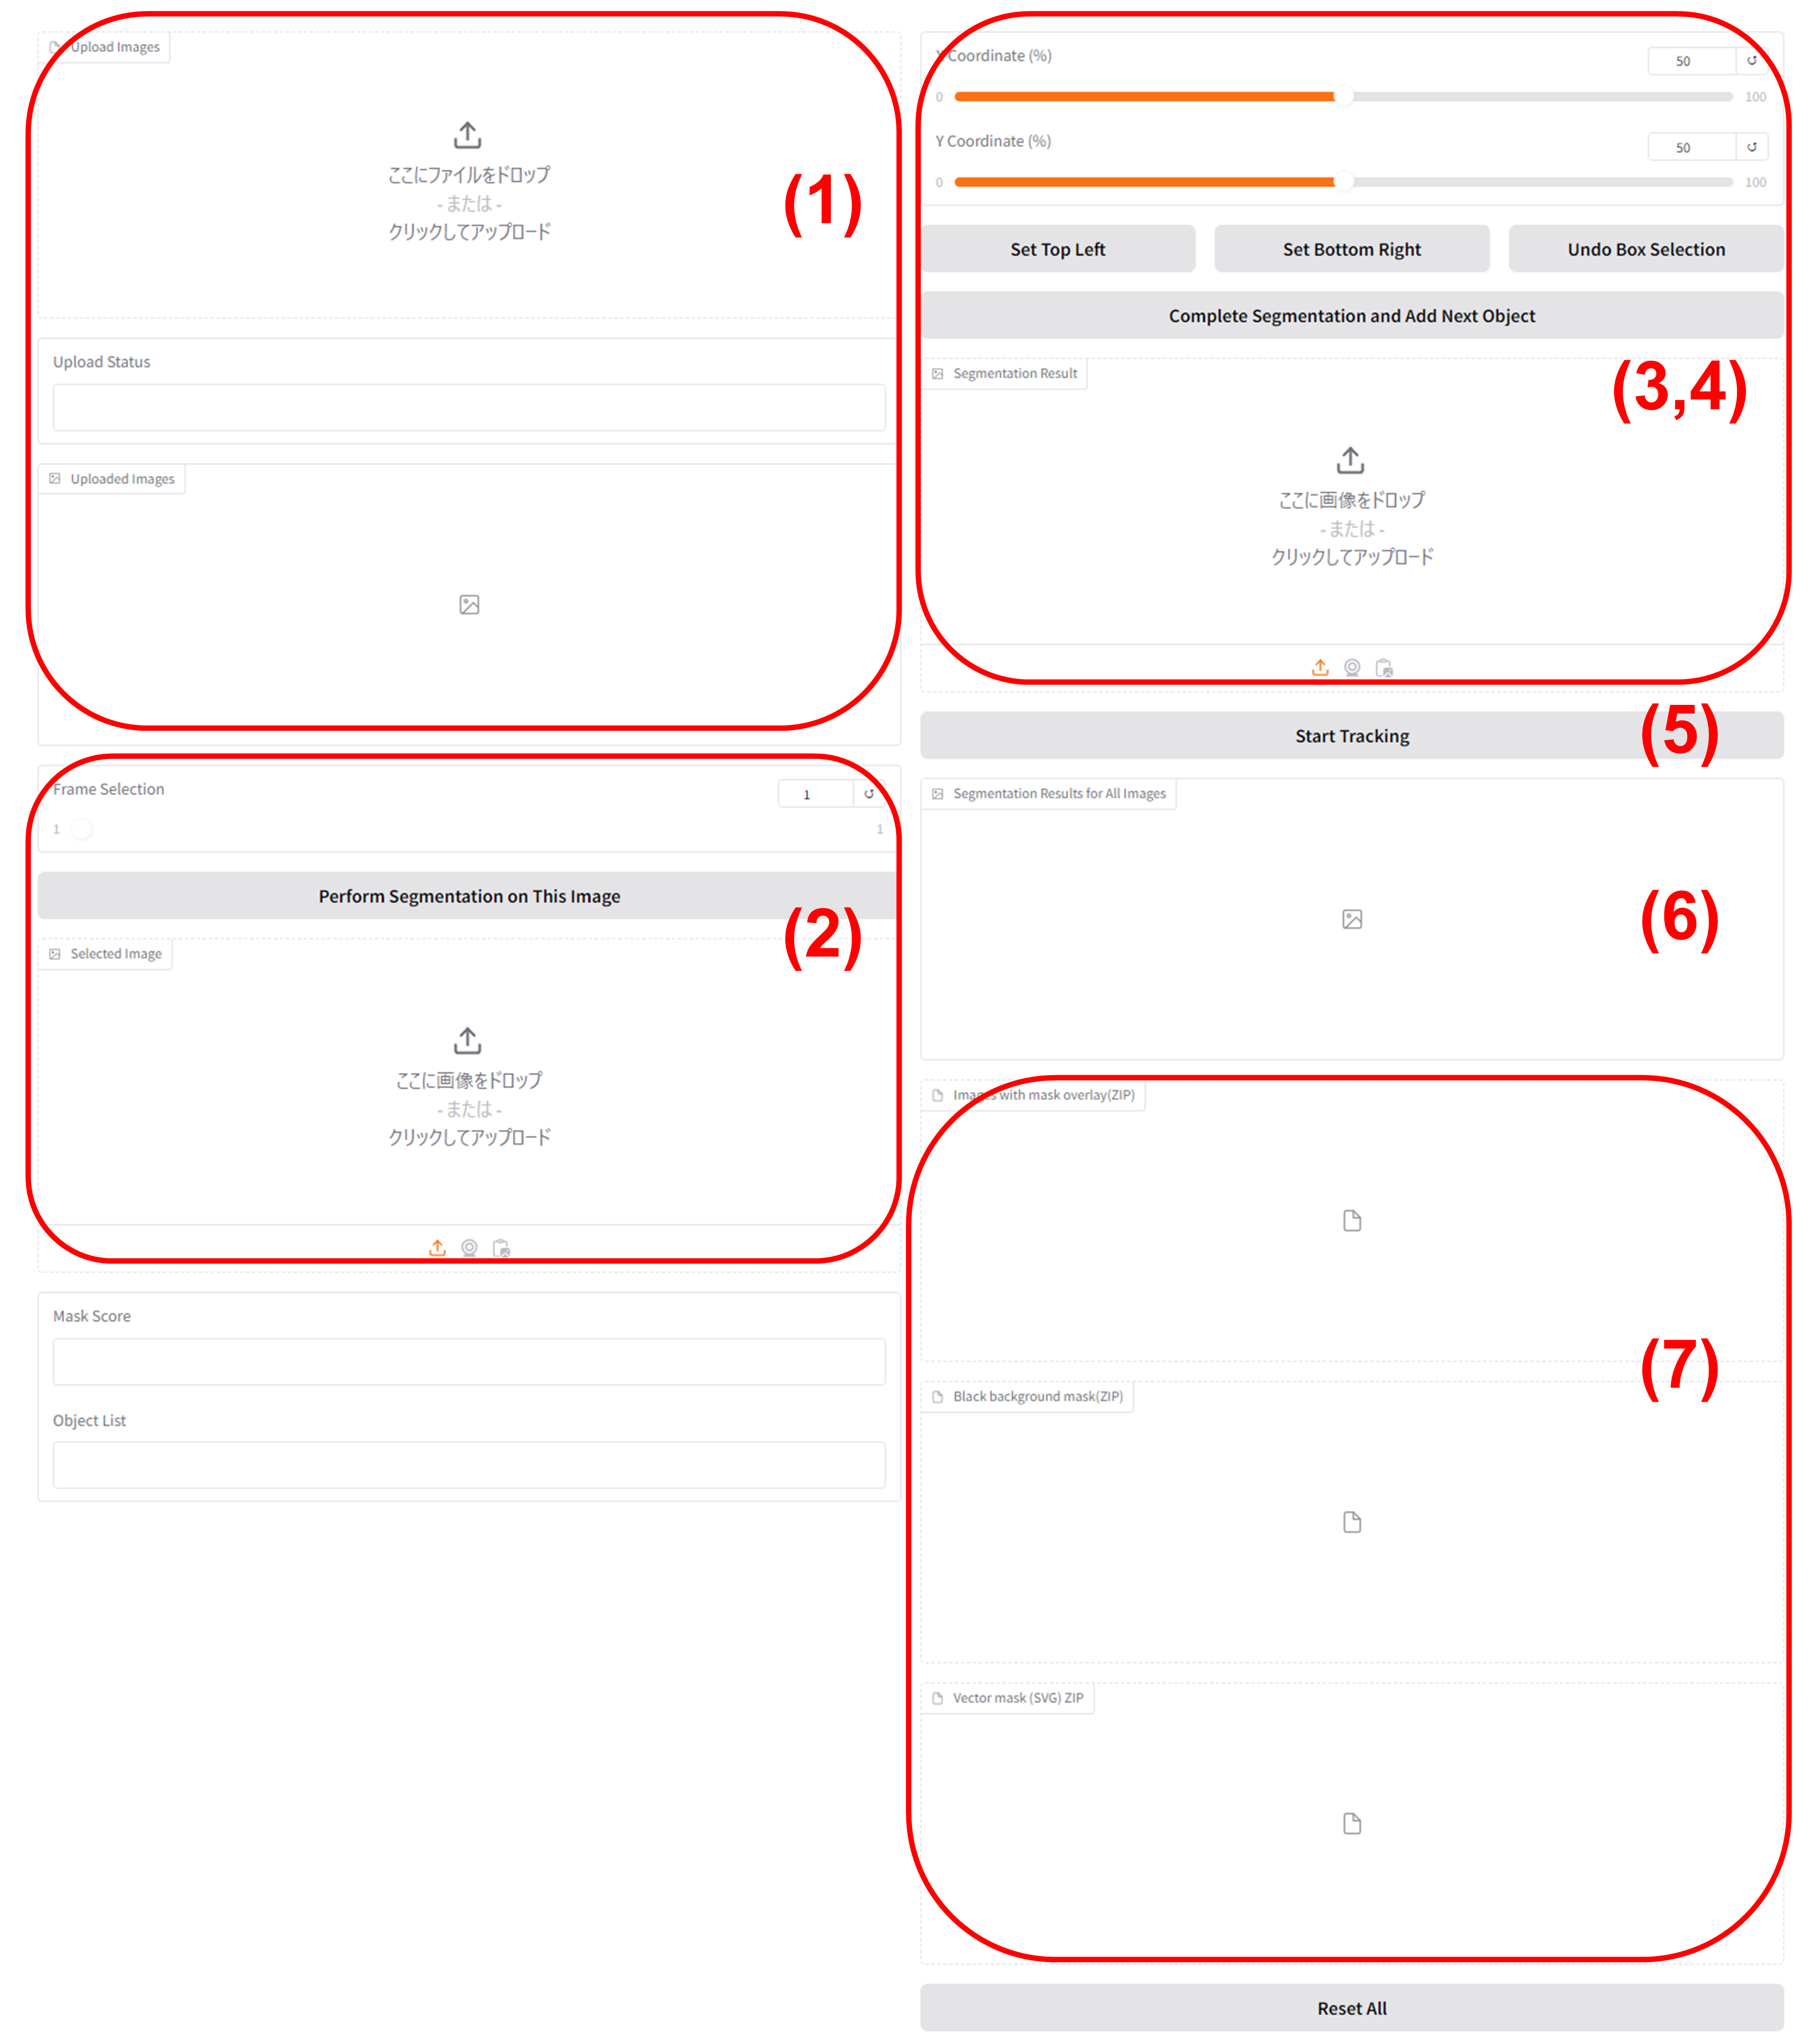 Upload Images
ここにファイルをドロップ
- または -
クリックしてアップロード
(1)
Upload Status
Uploaded Images
Frame Selection
1
1
1
Perform Segmentation on This Image
(2)
Selected Image
ここに画像をドロップ
- または -
クリックしてアップロード
Mask Score
Object List
X Coordinate (%)
50
0
100
Y Coordinate (%)
50
0
100
Set Top Left
Set Bottom Right
Undo Box Selection
Complete Segmentation and Add Next Object
Segmentation Result
(3,4)
ここに画像をドロップ
- または -
クリックしてアップロード
Start Tracking
(5)
Segmentation Results for All Images
(6)
Images with mask overlay(ZIP)
(7)
Black background mask(ZIP)
Vector mask (SVG) ZIP
Reset All